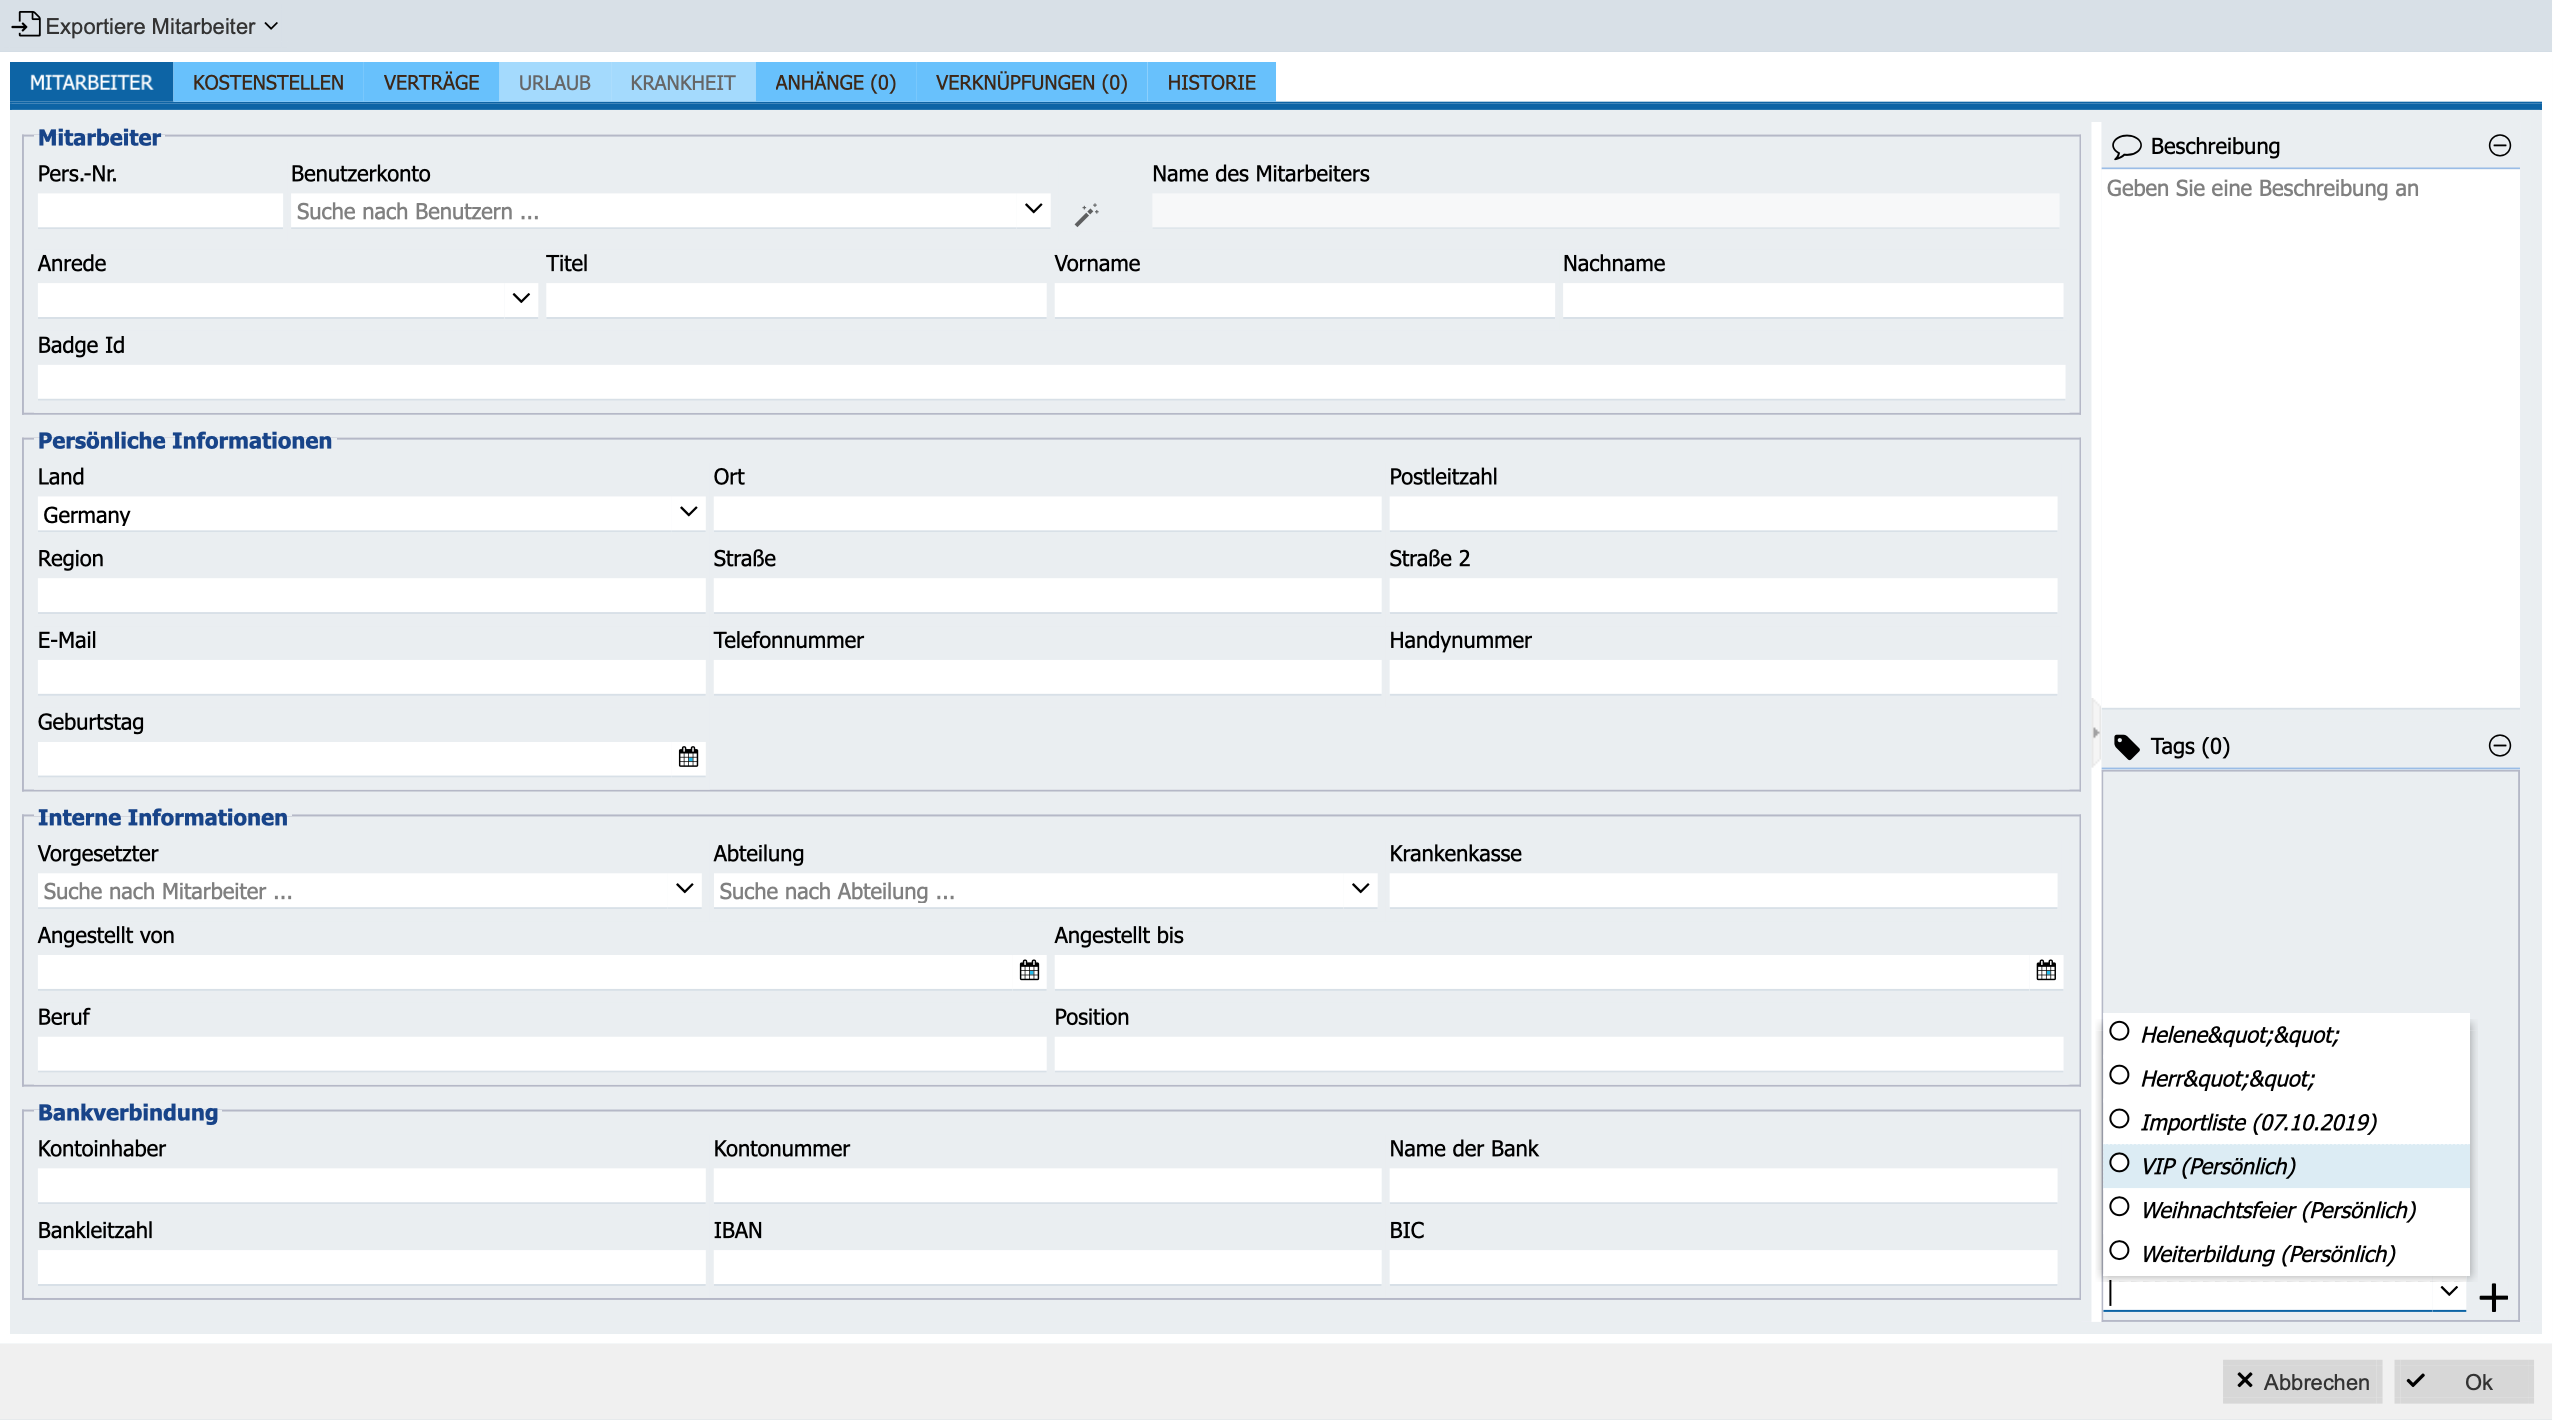 Exportiere Mitarbeiter
MITARBEITER KOSTENSTELLEN VERTRÄGE URLAUB KRANKHEIT ANHÄNGE (0) VERKNÜPFUNGEN (0) HISTORIE
Mitarbeiter
Pers.-Nr. Benutzerkonto Name des Mitarbeiters
Suche nach Benutzern ...
Anrede Titel Vorname Nachname
Badge Id
Persönliche Informationen
Land Ort Postleitzahl
Germany
Region Straße Straße 2
E-Mail Telefonnummer Handynummer
Geburtstag
Interne Informationen
Vorgesetzter Abteilung Krankenkasse
Suche nach Mitarbeiter ... Suche nach Abteilung ...
Angestellt von Angestellt bis
Beruf Position
Bankverbindung
Kontoinhaber Kontonummer Name der Bank
Bankleitzahl IBAN BIC
Beschreibung
Geben Sie eine Beschreibung an
Tags (0)
Helene&quot;&quot;
Herr&quot;&quot;
Importliste (07.10.2019)
VIP (Persönlich)
Weihnachtsfeier (Persönlich)
Weiterbildung (Persönlich)
Abbrechen Ok